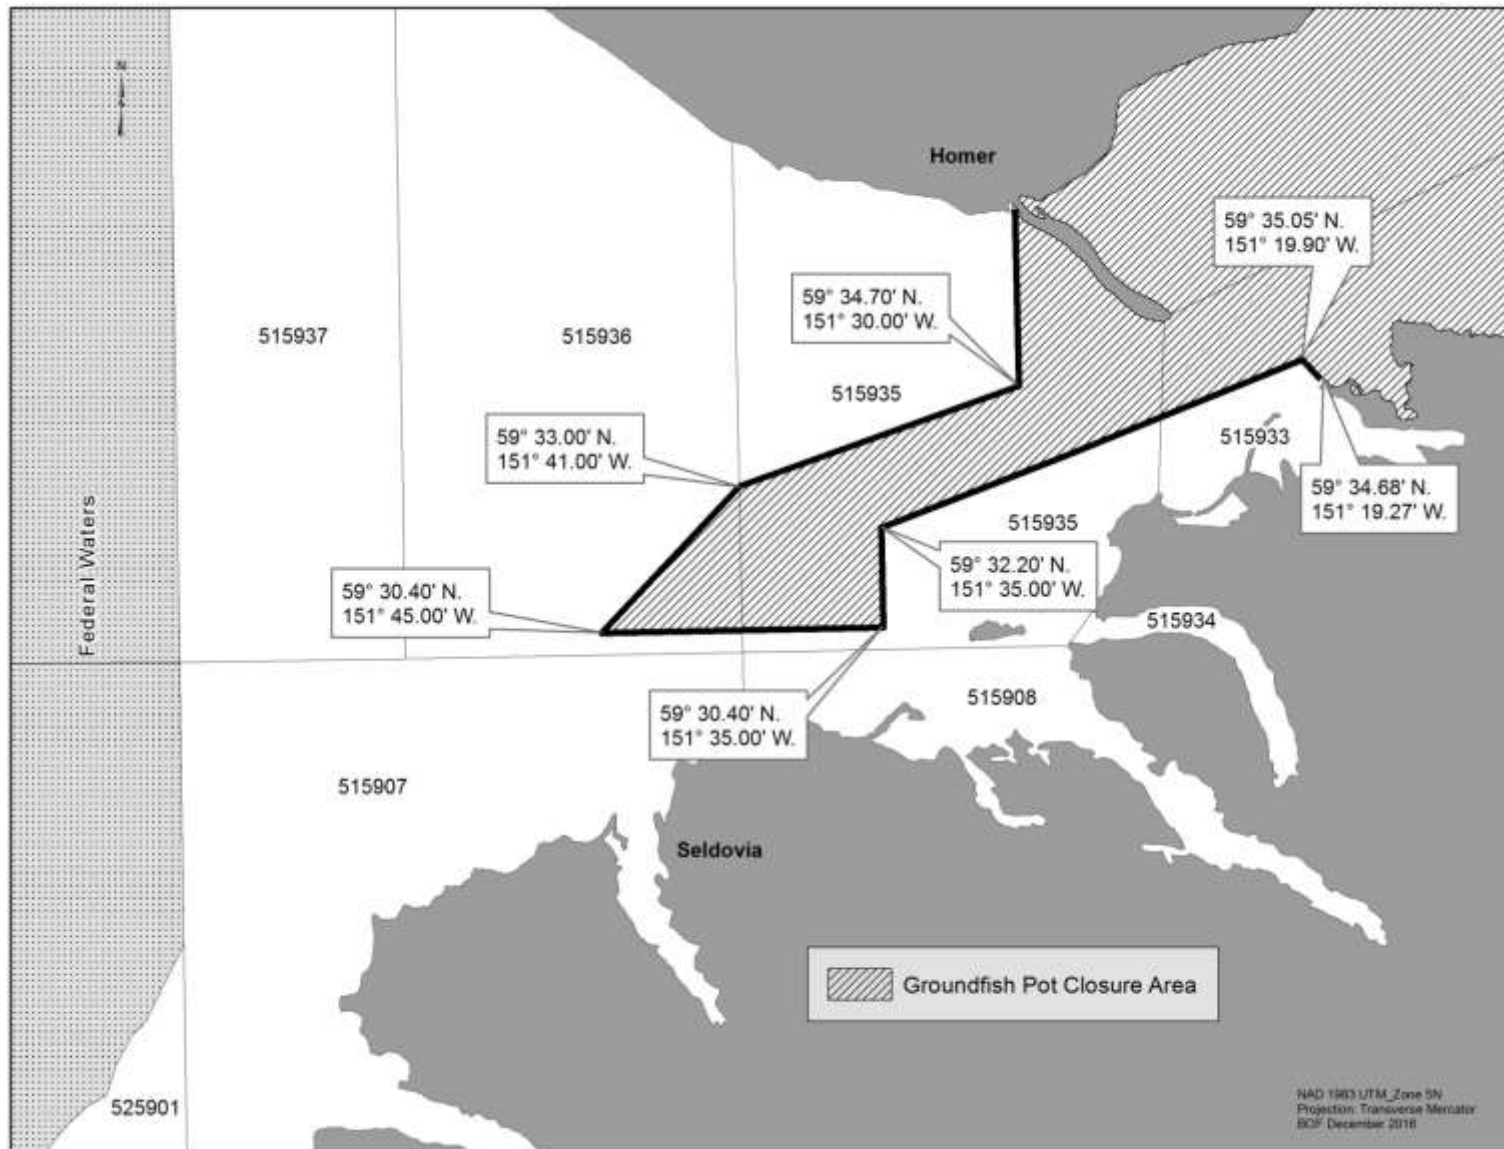 N
Homer
59° 35.05' N.
151° 19.90' W.
59° 34.70' N.
151° 30.00' W.
515937
515936
515935
59° 33.00' N.
151° 41.00' W.
515933
59° 34.68' N.
151° 19.27' W.
515935
59° 32.20' N.
151° 35.00' W.
Federal Waters
59° 30.40' N.
151° 45.00' W.
515934
515908
59° 30.40' N.
151° 35.00' W.
515907
Seldovia
Groundfish Pot Closure Area
525901
NAD 1983 UTM_Zone 5N
Projection: Transverse Mercator
BOF December 2016